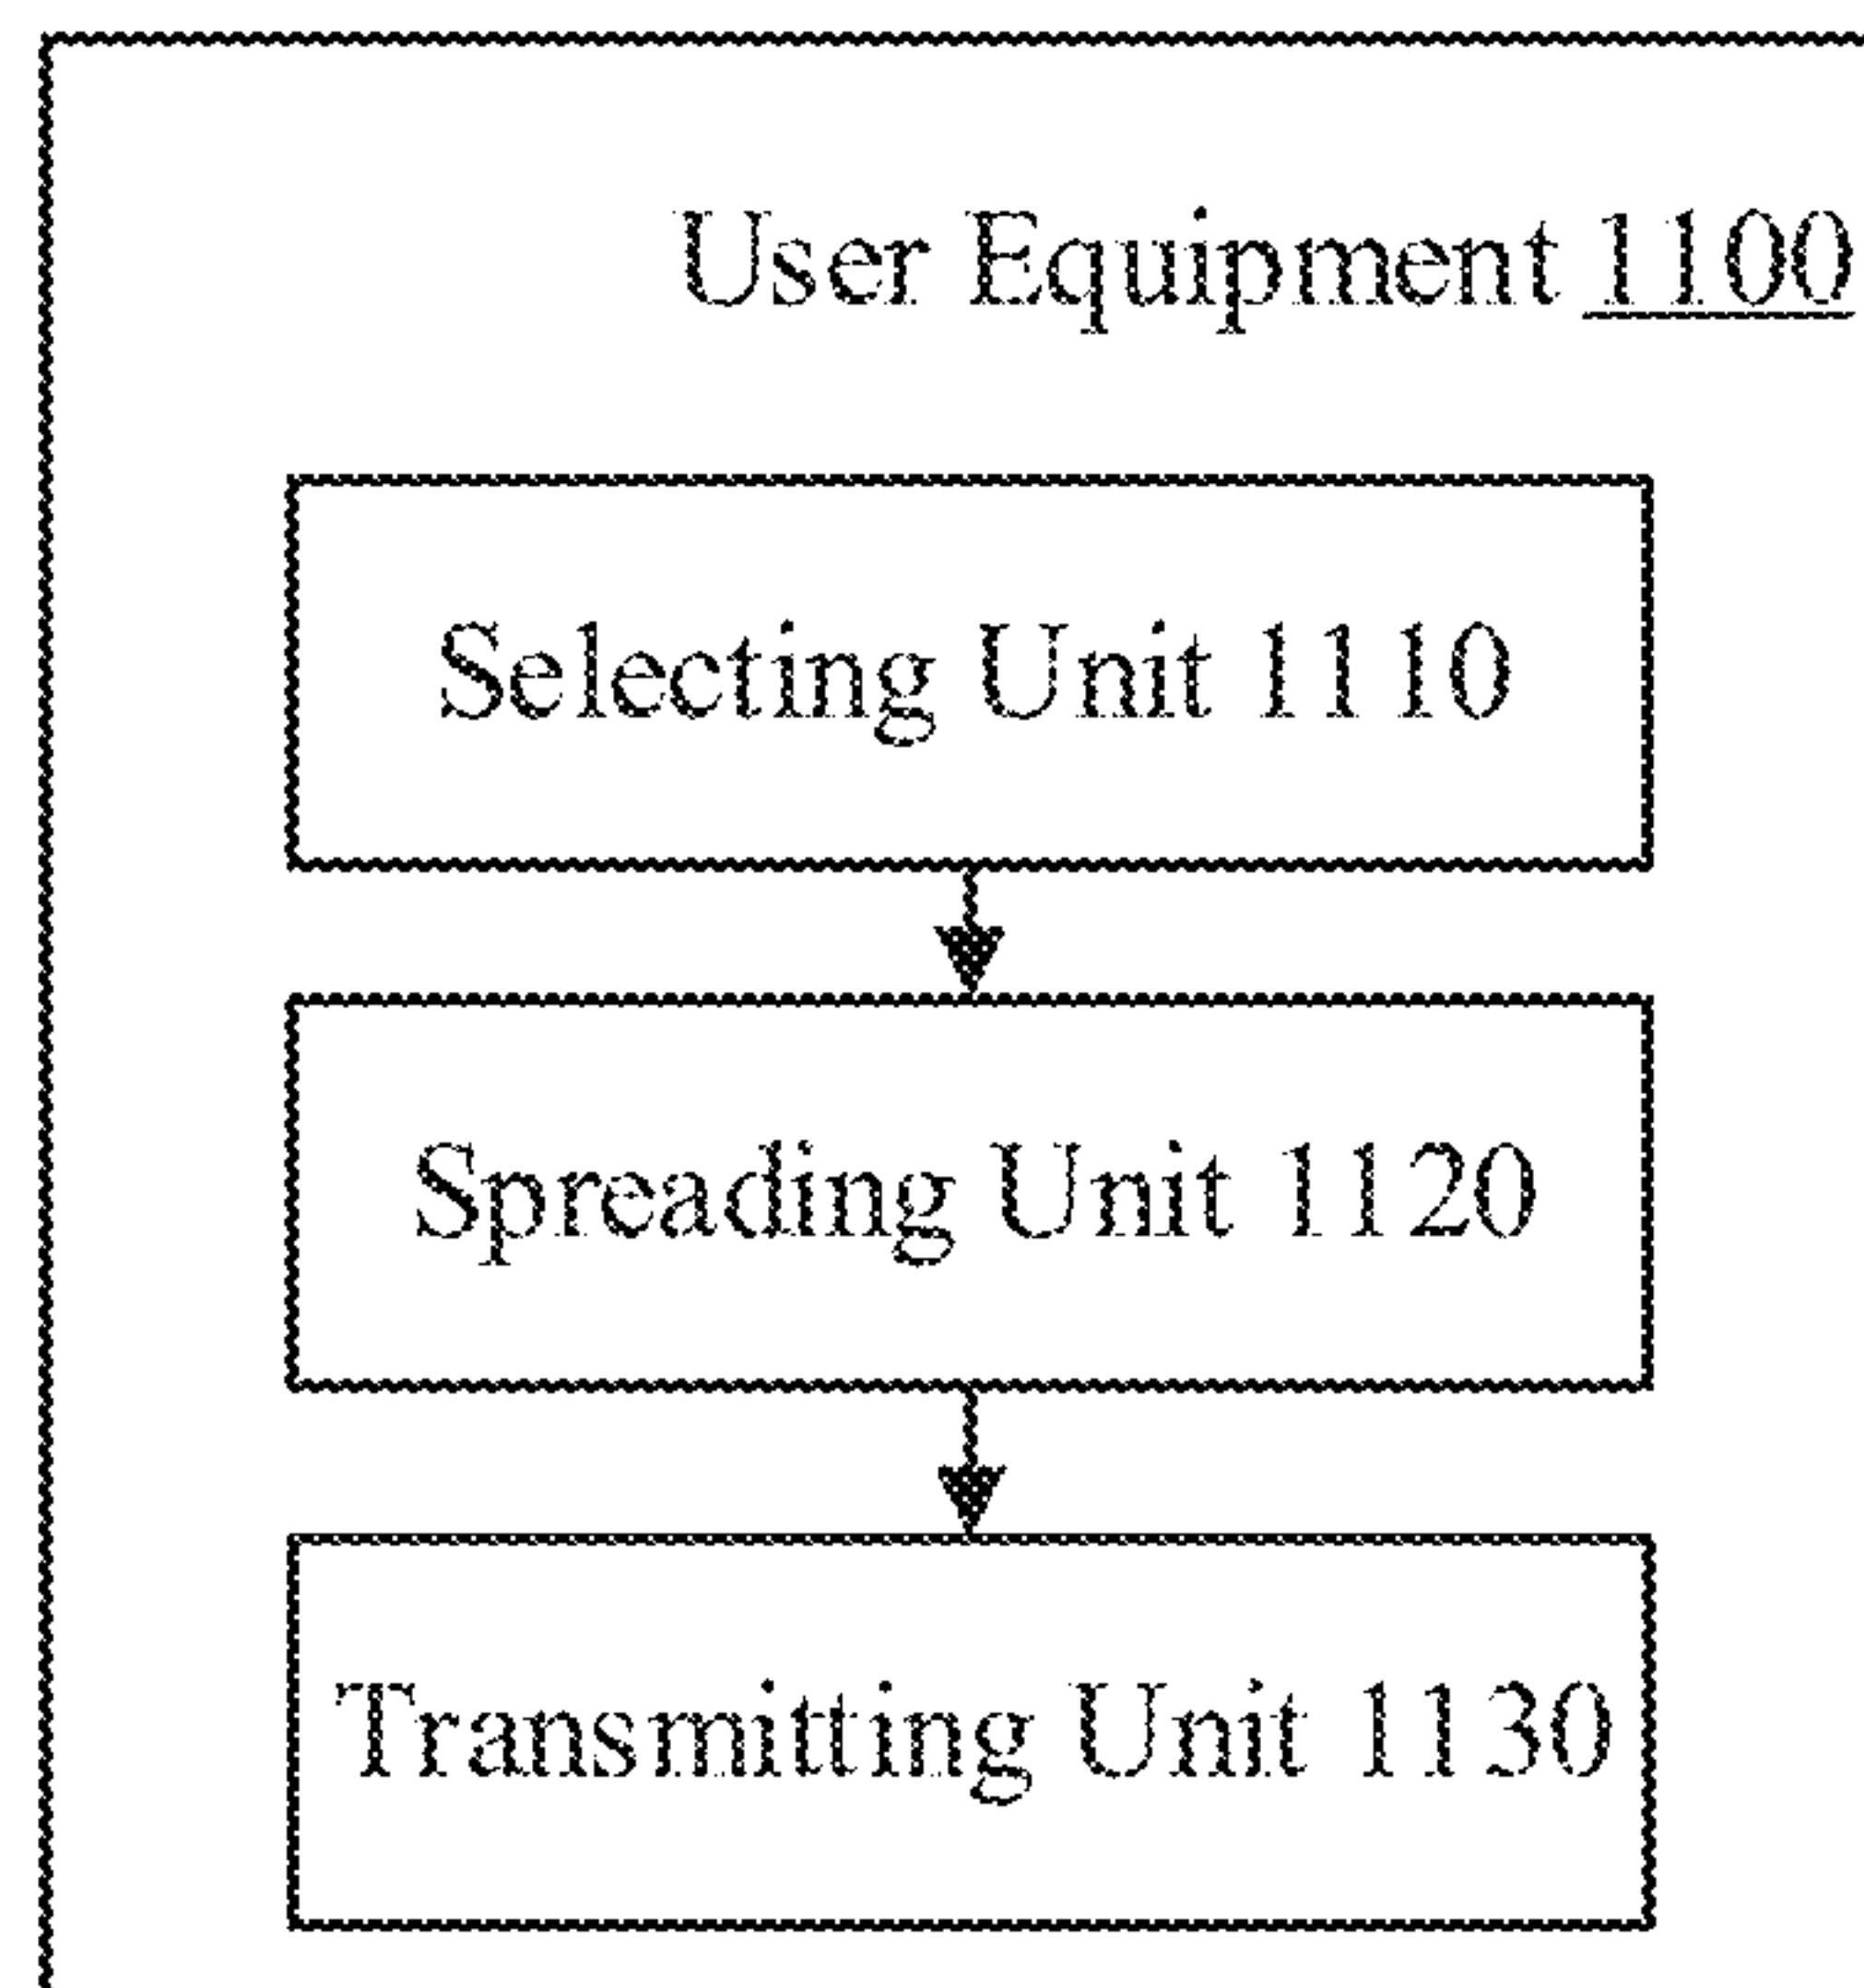 User Equipment 1100
Selecting Unit 1110
Spreading Unit 1120
Transmitting Unit 1130